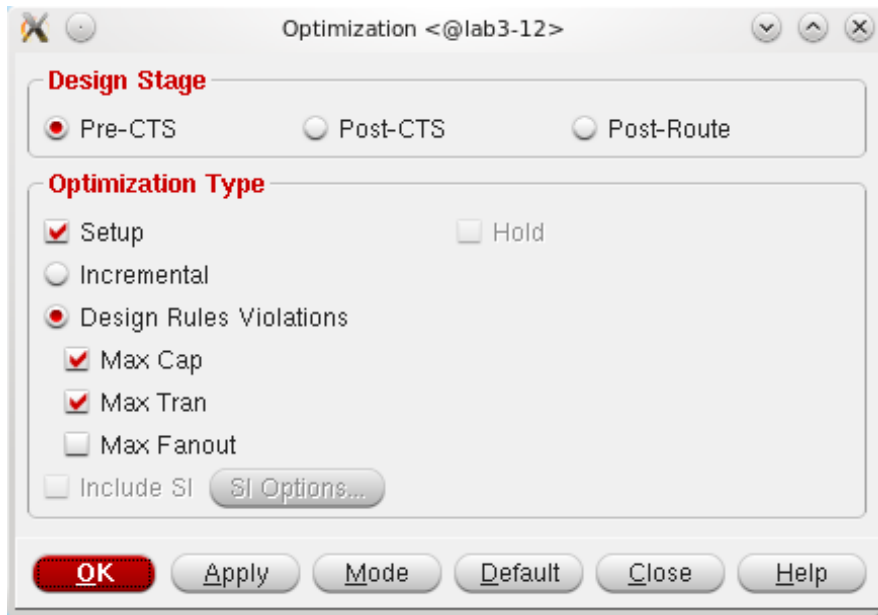 Optimization <@lab3-12>
Design Stage
Pre-CTS Post-CTS Post-Route
Optimization Type
Setup Hold
Incremental
Design Rules Violations
Max Cap
Max Tran
Max Fanout
Include SI SI Options...
OK Apply Mode Default Close Help